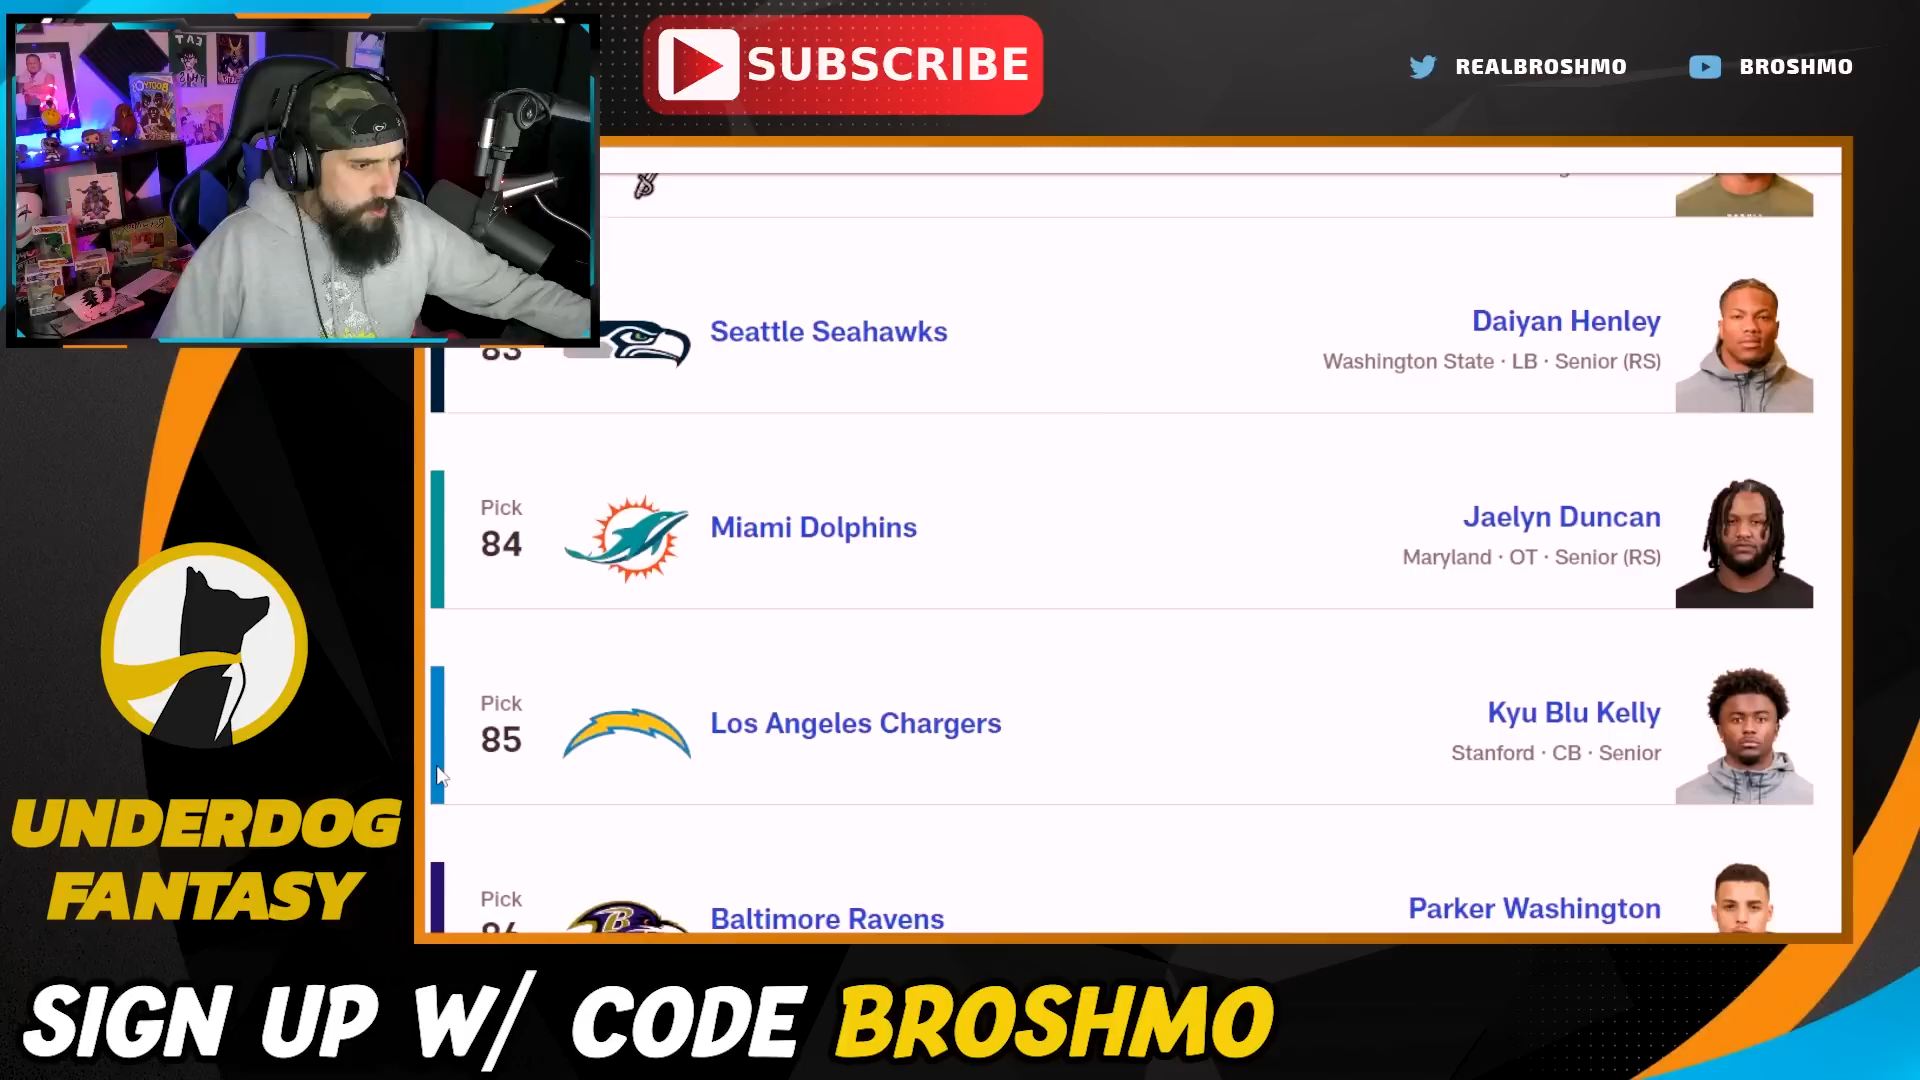 SUBSCRIBE
REALBROSHMO
BROSHMO
83
Seattle Seahawks
Daiyan Henley
Washington State · LB · Senior (RS)
Pick
84
Miami Dolphins
Jaelyn Duncan
Maryland · OT · Senior (RS)
Pick
85
Los Angeles Chargers
Kyu Blu Kelly
Stanford · CB · Senior
Pick
86
Baltimore Ravens
Parker Washington
UNDERDOG
FANTASY
SIGN UP W/ CODE BROSHMO